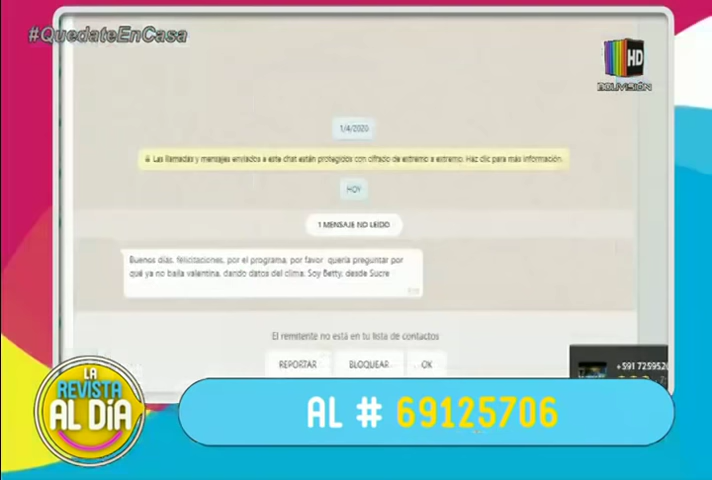 #QuedateEnCasa
HD
BOLIVISIÓN
1/4/2020
Las llamadas y mensajes enviados a este chat están protegidos con cifrado de extremo a extremo. Haz clic para más información.
HOY
1 MENSAJE NO LEÍDO
Buenos días, felicitaciones, por el programa, por favor quería preguntar por
qué ya no baila valentina, dando datos del clima. Soy Betty, desde Sucre
El remitente no está en tu lista de contactos
REPORTAR BLOQUEAR OK
+591 7259526
LA
REVISTA
AL DÍA
AL # 69125706